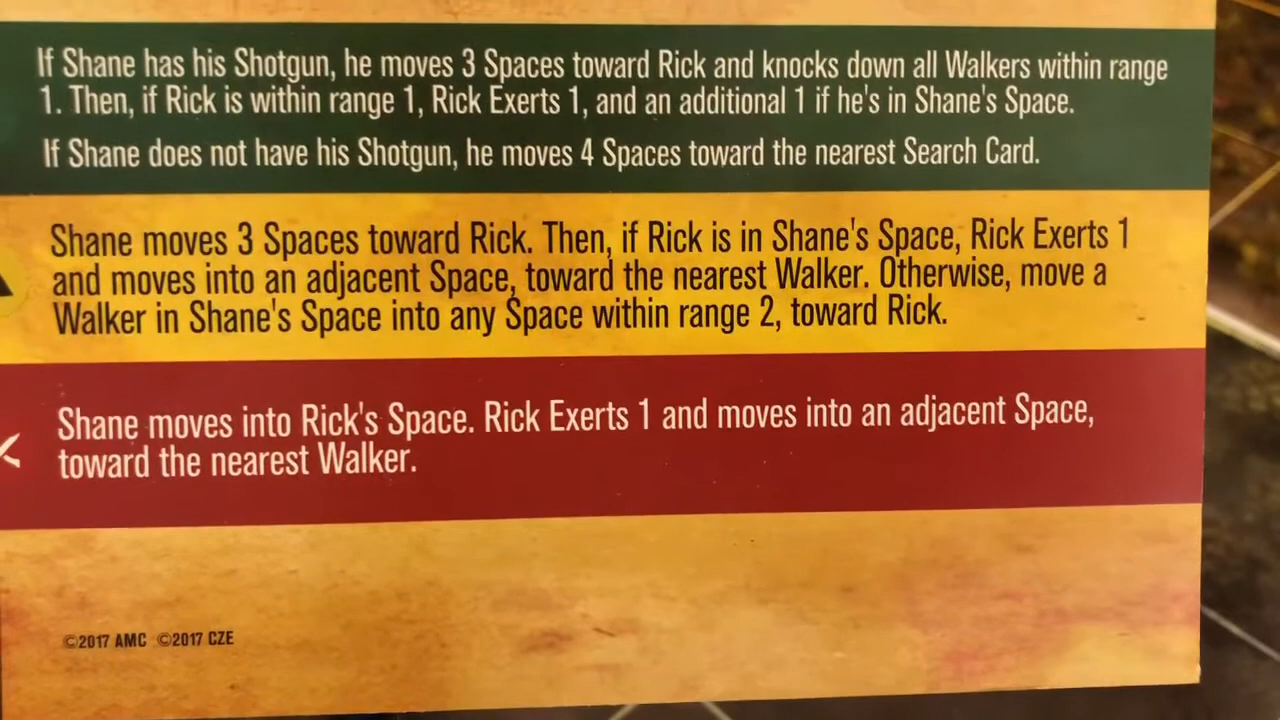 If Shane has his Shotgun, he moves 3 Spaces toward Rick and knocks down all Walkers within range
1. Then, if Rick is within range 1, Rick Exerts 1, and an additional 1 if he's in Shane's Space.
If Shane does not have his Shotgun, he moves 4 Spaces toward the nearest Search Card.
Shane moves 3 Spaces toward Rick. Then, if Rick is in Shane's Space, Rick Exerts 1
and moves into an adjacent Space, toward the nearest Walker. Otherwise, move a
Walker in Shane's Space into any Space within range 2, toward Rick.
Shane moves into Rick's Space. Rick Exerts 1 and moves into an adjacent Space,
toward the nearest Walker.
©2017 AMC ©2017 CZE